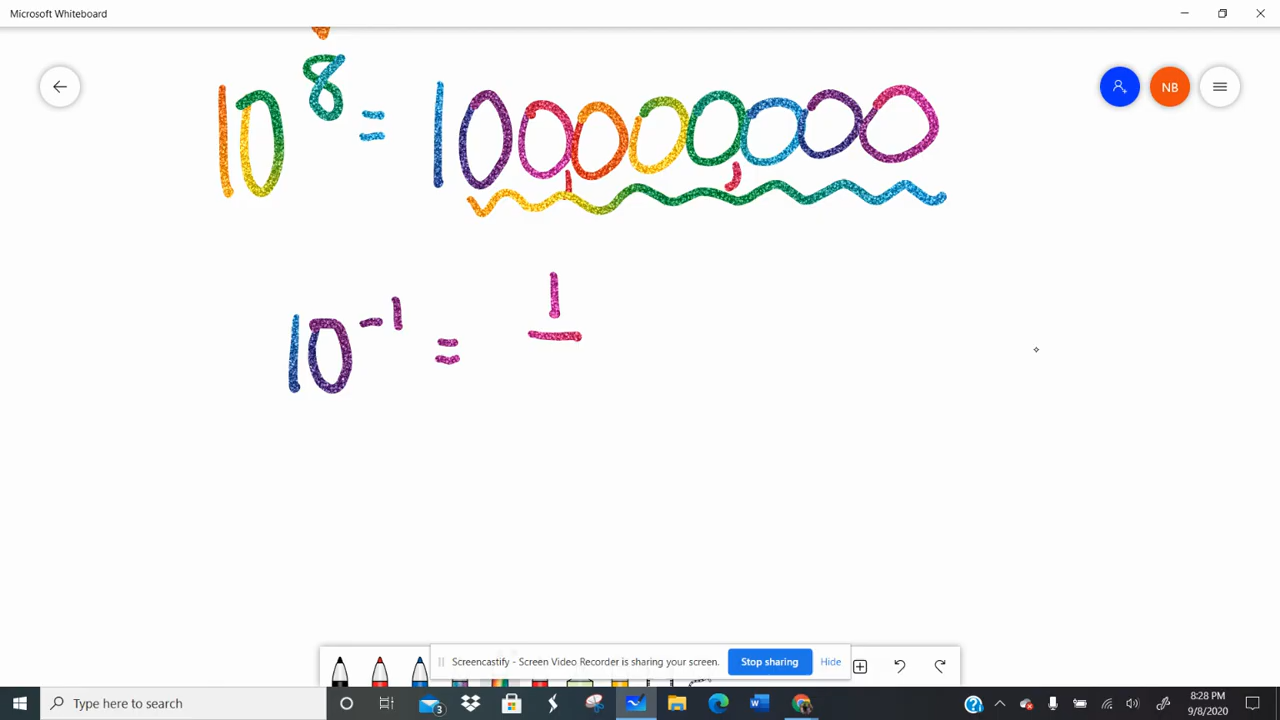 Microsoft Whiteboard
NB
10^8 = 100,000,000
10^-1 = 1/
Screencastify - Screen Video Recorder is sharing your screen. Stop sharing Hide
Type here to search
3
8:28 PM
9/8/2020